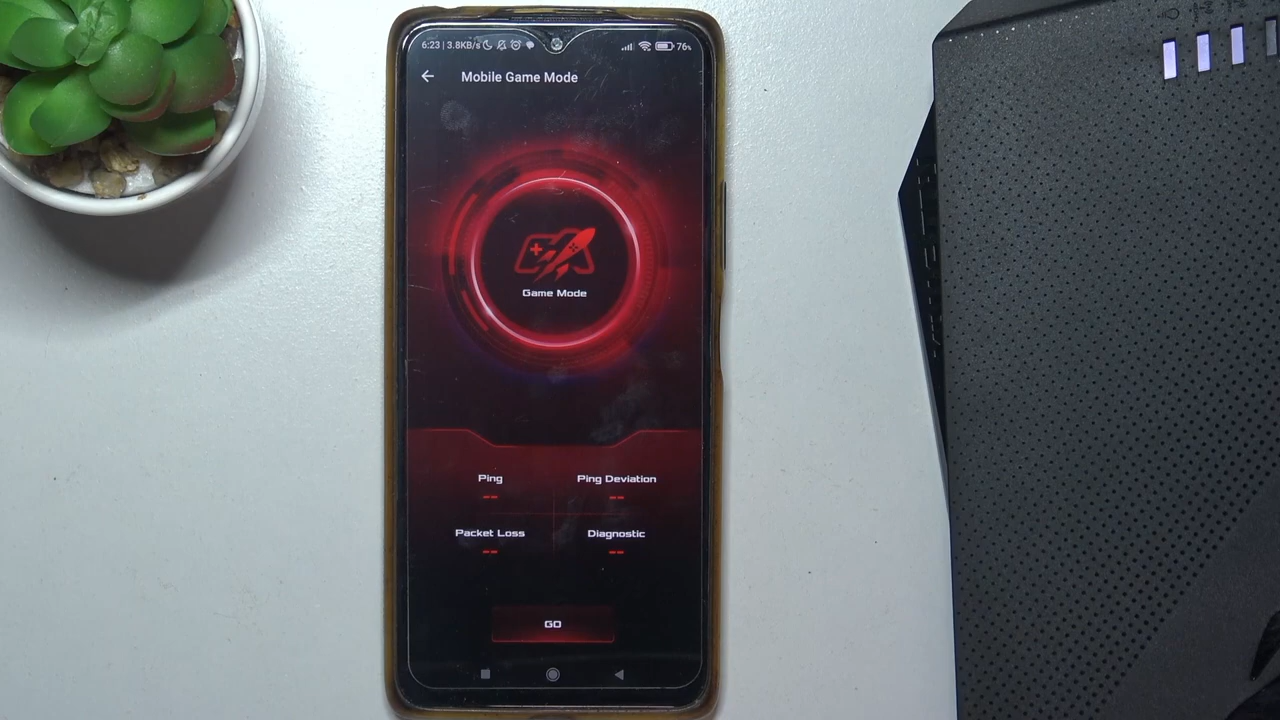 6:23 | 3.8KB/s 76%
Mobile Game Mode
Game Mode
Ping
--
Ping Deviation
--
Packet Loss
--
Diagnostic
--
GO